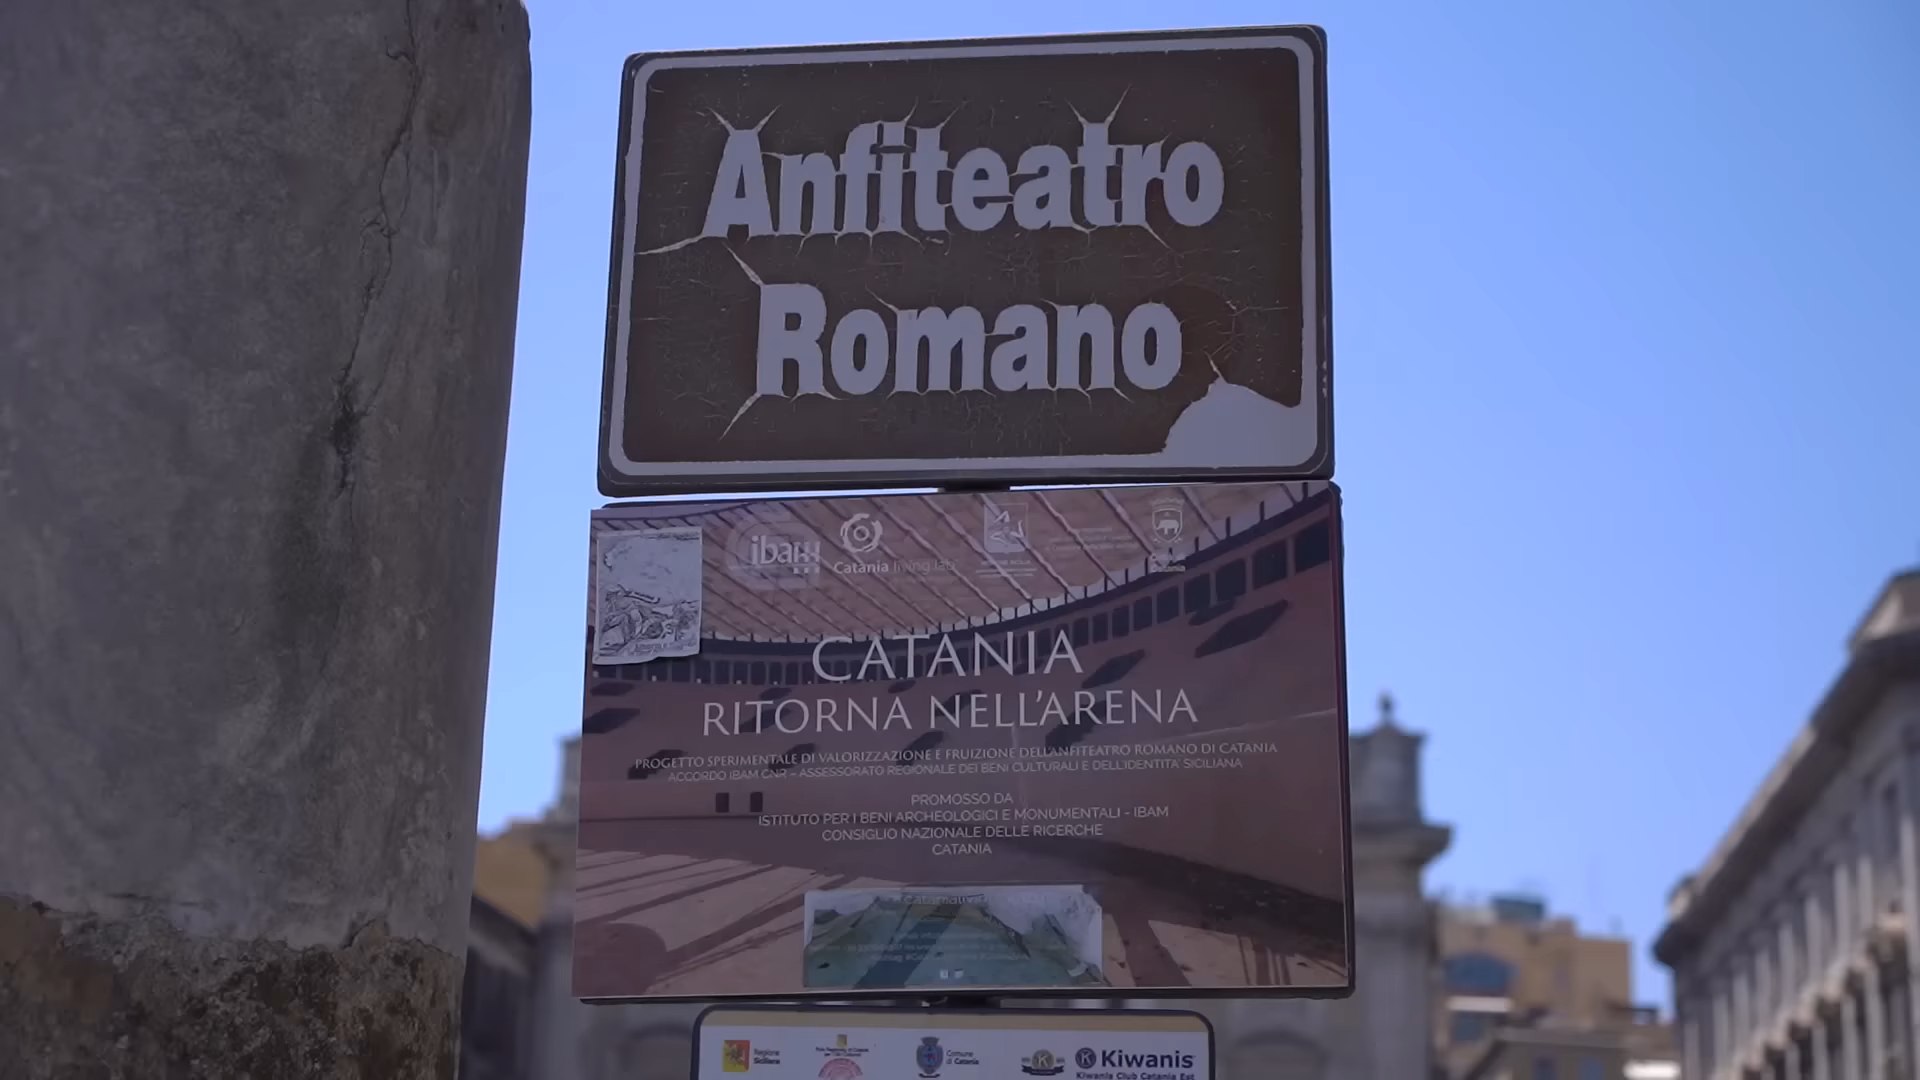 Anfiteatro
Romano
ibam
Catania living lab
Catania
CATANIA
RITORNA NELL'ARENA
PROGETTO SPERIMENTALE DI VALORIZZAZIONE E FRUIZIONE DELL'ANFITEATRO ROMANO DI CATANIA
ACCORDO IBAM CNR – ASSESSORATO REGIONALE DEI BENI CULTURALI E DELL'IDENTITA' SICILIANA
PROMOSSO DA
ISTITUTO PER I BENI ARCHEOLOGICI E MONUMENTALI - IBAM
CONSIGLIO NAZIONALE DELLE RICERCHE
CATANIA
Regione
Siciliana
Comune
di Catania
K
Kiwanis
Kiwanis Club Catania Est